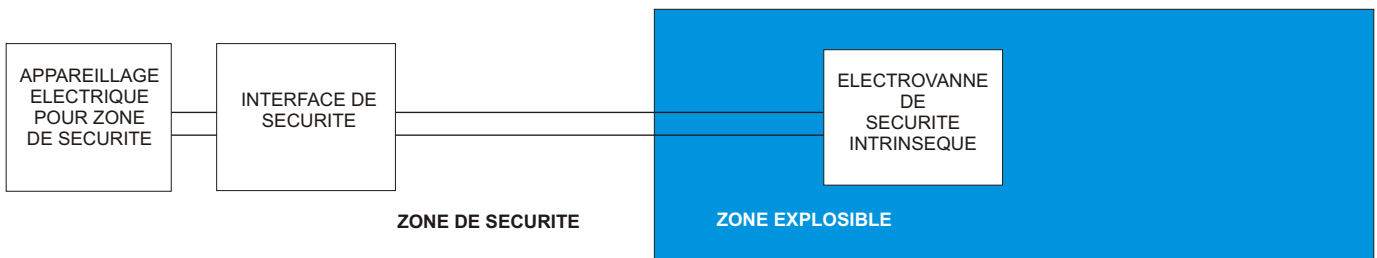 APPAREILLAGE
ELECTRIQUE
POUR ZONE
DE SECURITE
INTERFACE DE
SECURITE
ELECTROVANNE
DE
SECURITE
INTRINSEQUE
ZONE DE SECURITE
ZONE EXPLOSIBLE